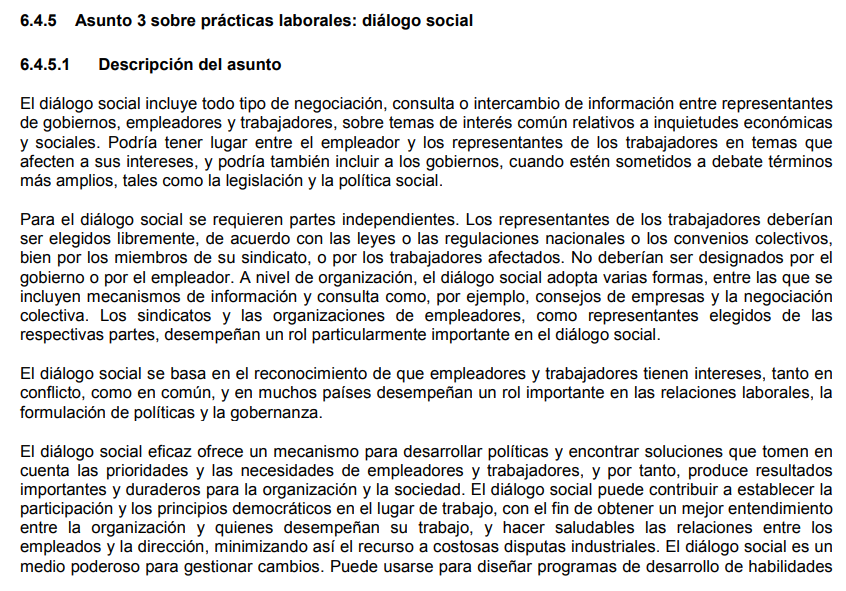 6.4.5 Asunto 3 sobre prácticas laborales: diálogo social
6.4.5.1 Descripción del asunto
El diálogo social incluye todo tipo de negociación, consulta o intercambio de información entre representantes
de gobiernos, empleadores y trabajadores, sobre temas de interés común relativos a inquietudes económicas
y sociales. Podría tener lugar entre el empleador y los representantes de los trabajadores en temas que
afecten a sus intereses, y podría también incluir a los gobiernos, cuando estén sometidos a debate términos
más amplios, tales como la legislación y la política social.
Para el diálogo social se requieren partes independientes. Los representantes de los trabajadores deberían
ser elegidos libremente, de acuerdo con las leyes o las regulaciones nacionales o los convenios colectivos,
bien por los miembros de su sindicato, o por los trabajadores afectados. No deberían ser designados por el
gobierno o por el empleador. A nivel de organización, el diálogo social adopta varias formas, entre las que se
incluyen mecanismos de información y consulta como, por ejemplo, consejos de empresas y la negociación
colectiva. Los sindicatos y las organizaciones de empleadores, como representantes elegidos de las
respectivas partes, desempeñan un rol particularmente importante en el diálogo social.
El diálogo social se basa en el reconocimiento de que empleadores y trabajadores tienen intereses, tanto en
conflicto, como en común, y en muchos países desempeñan un rol importante en las relaciones laborales, la
formulación de políticas y la gobernanza.
El diálogo social eficaz ofrece un mecanismo para desarrollar políticas y encontrar soluciones que tomen en
cuenta las prioridades y las necesidades de empleadores y trabajadores, y por tanto, produce resultados
importantes y duraderos para la organización y la sociedad. El diálogo social puede contribuir a establecer la
participación y los principios democráticos en el lugar de trabajo, con el fin de obtener un mejor entendimiento
entre la organización y quienes desempeñan su trabajo, y hacer saludables las relaciones entre los
empleados y la dirección, minimizando así el recurso a costosas disputas industriales. El diálogo social es un
medio poderoso para gestionar cambios. Puede usarse para diseñar programas de desarrollo de habilidades